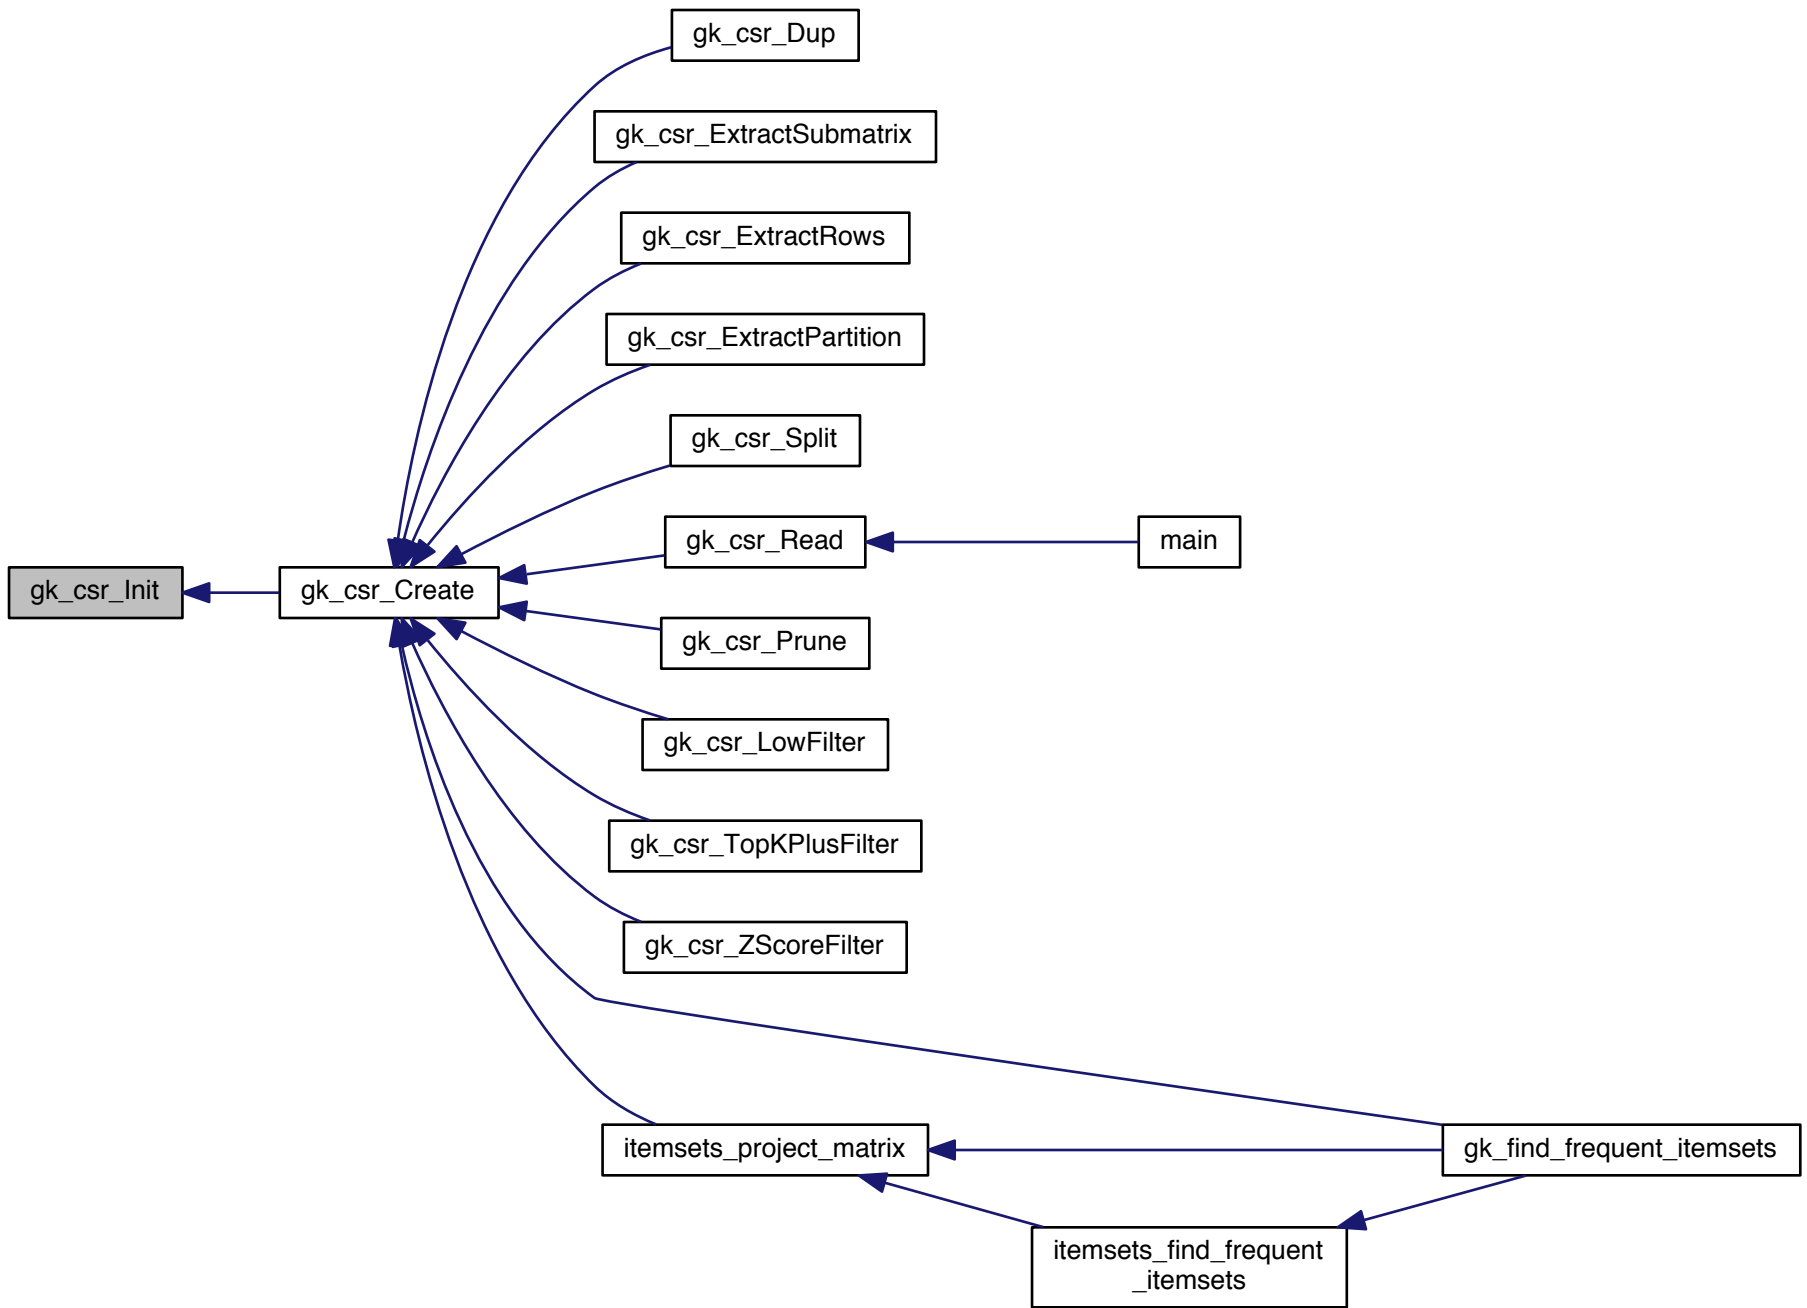 gk_csr_Dup
gk_csr_ExtractSubmatrix
gk_csr_ExtractRows
gk_csr_ExtractPartition
gk_csr_Split
gk_csr_Read
main
gk_csr_Init
gk_csr_Create
gk_csr_Prune
gk_csr_LowFilter
gk_csr_TopKPlusFilter
gk_csr_ZScoreFilter
itemsets_project_matrix
gk_find_frequent_itemsets
itemsets_find_frequent
_itemsets